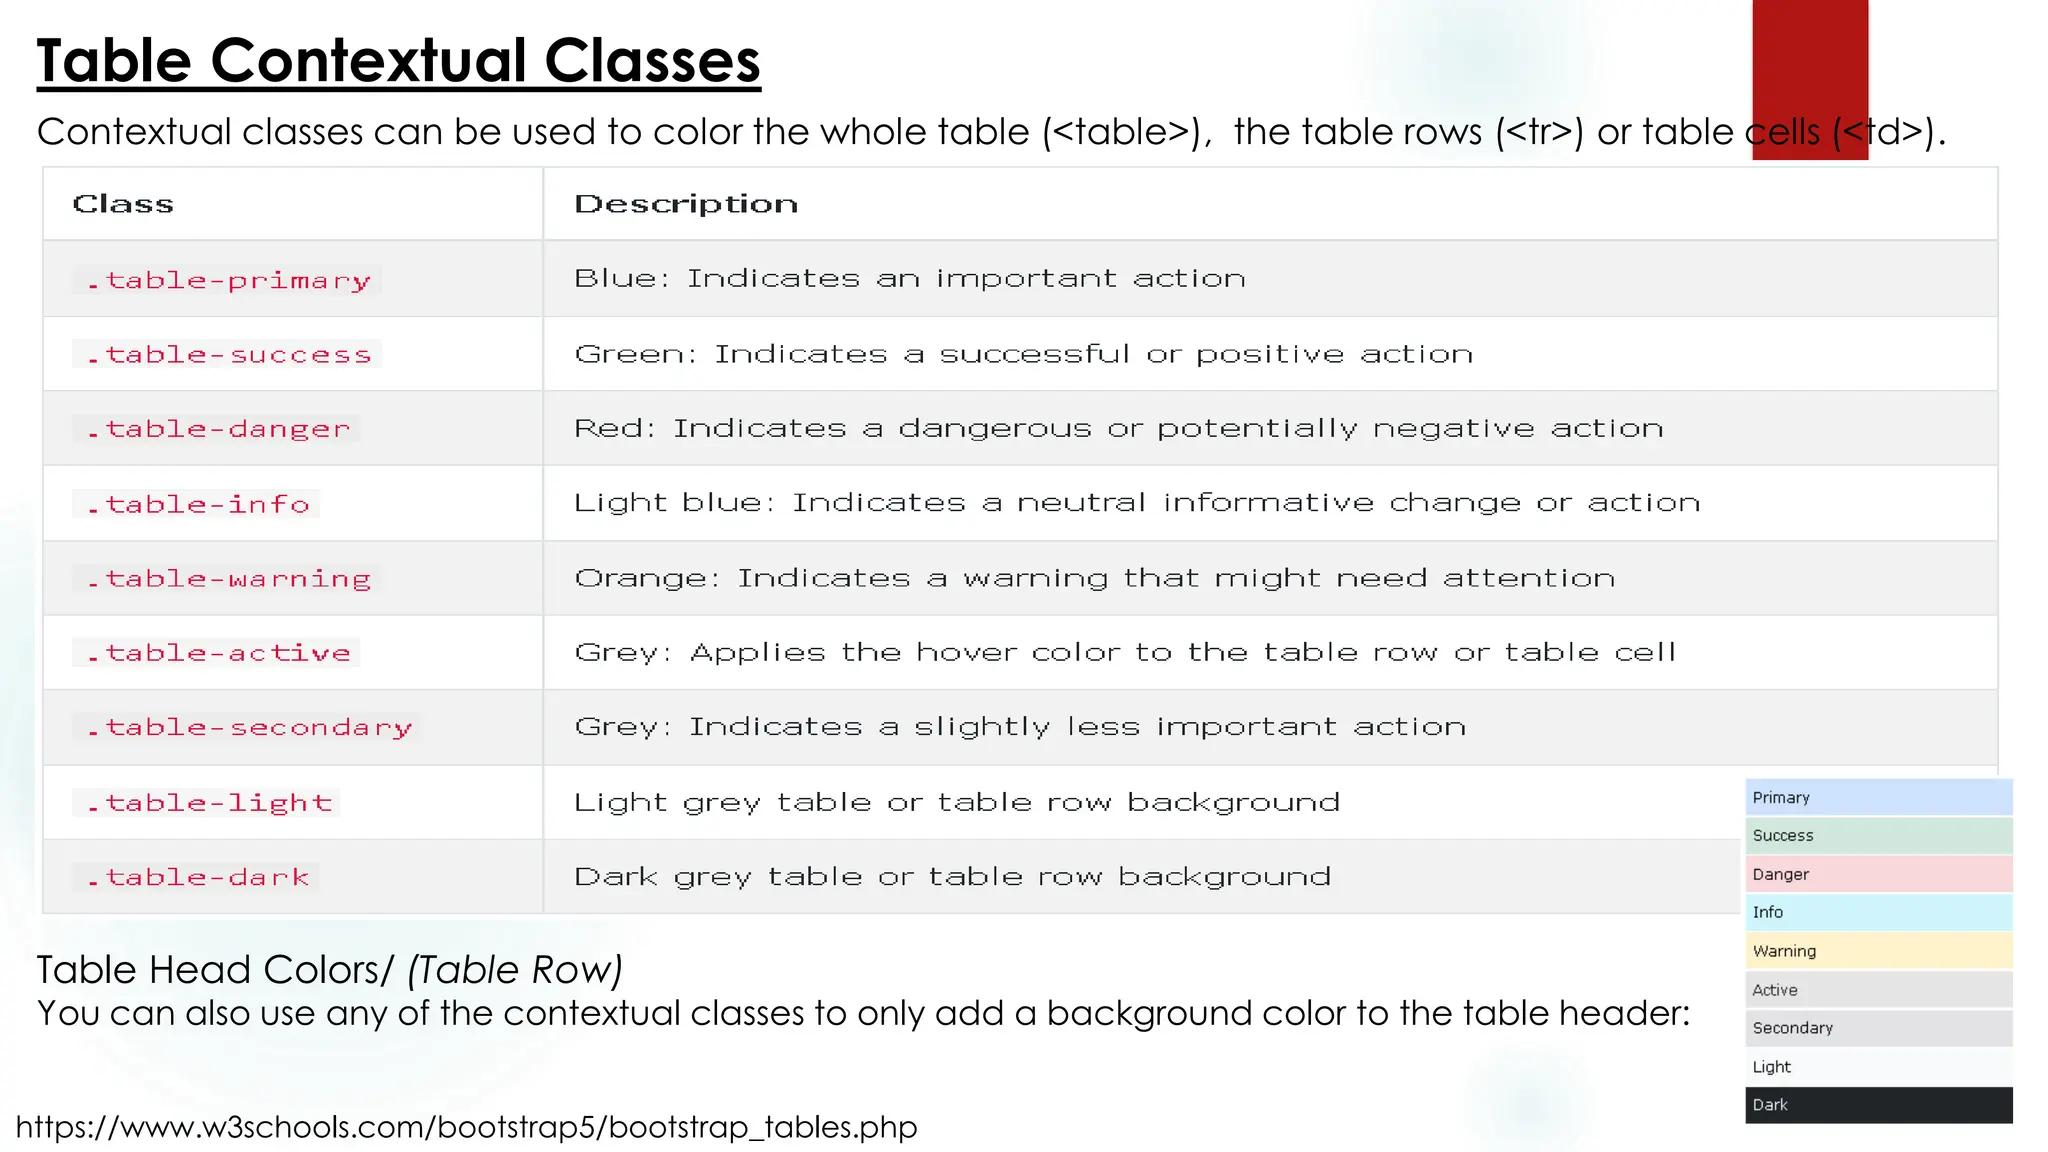 Table Contextual Classes
Contextual classes can be used to color the whole table (<table>),  the table rows (<tr>) or table cells (<td>).
Class Description
.table-primary Blue: Indicates an important action
.table-success Green: Indicates a successful or positive action
.table-danger Red: Indicates a dangerous or potentially negative action
.table-info Light blue: Indicates a neutral informative change or action
.table-warning Orange: Indicates a warning that might need attention
.table-active Grey: Applies the hover color to the table row or table cell
.table-secondary Grey: Indicates a slightly less important action
.table-light Light grey table or table row background
.table-dark Dark grey table or table row background
Primary
Success
Danger
Info
Warning
Active
Secondary
Light
Dark
Table Head Colors/ (Table Row)
You can also use any of the contextual classes to only add a background color to the table header:
https://www.w3schools.com/bootstrap5/bootstrap_tables.php